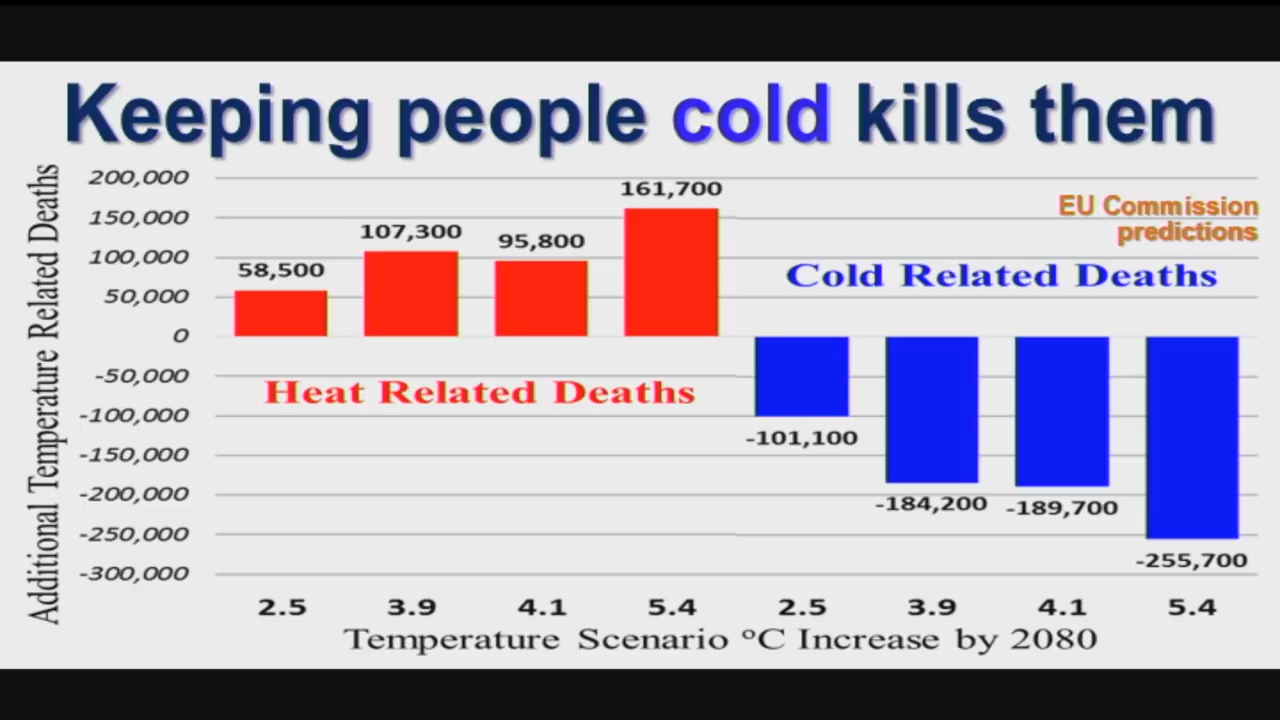 Keeping people cold kills them
Additional Temperature Related Deaths
200,000
150,000
100,000
50,000
0
-50,000
-100,000
-150,000
-200,000
-250,000
-300,000
58,500
107,300
95,800
161,700
EU Commission
predictions
Cold Related Deaths
Heat Related Deaths
-101,100
-184,200
-189,700
-255,700
2.5 3.9 4.1 5.4 2.5 3.9 4.1 5.4
Temperature Scenario ºC Increase by 2080